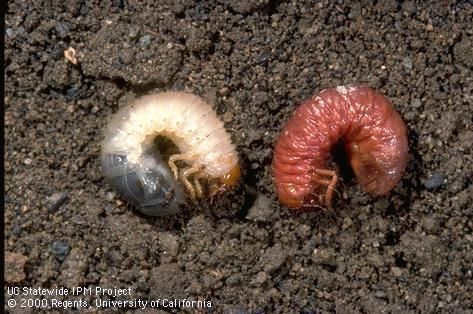 UC Statewide IPM Project
© 2000, Regents, University of California